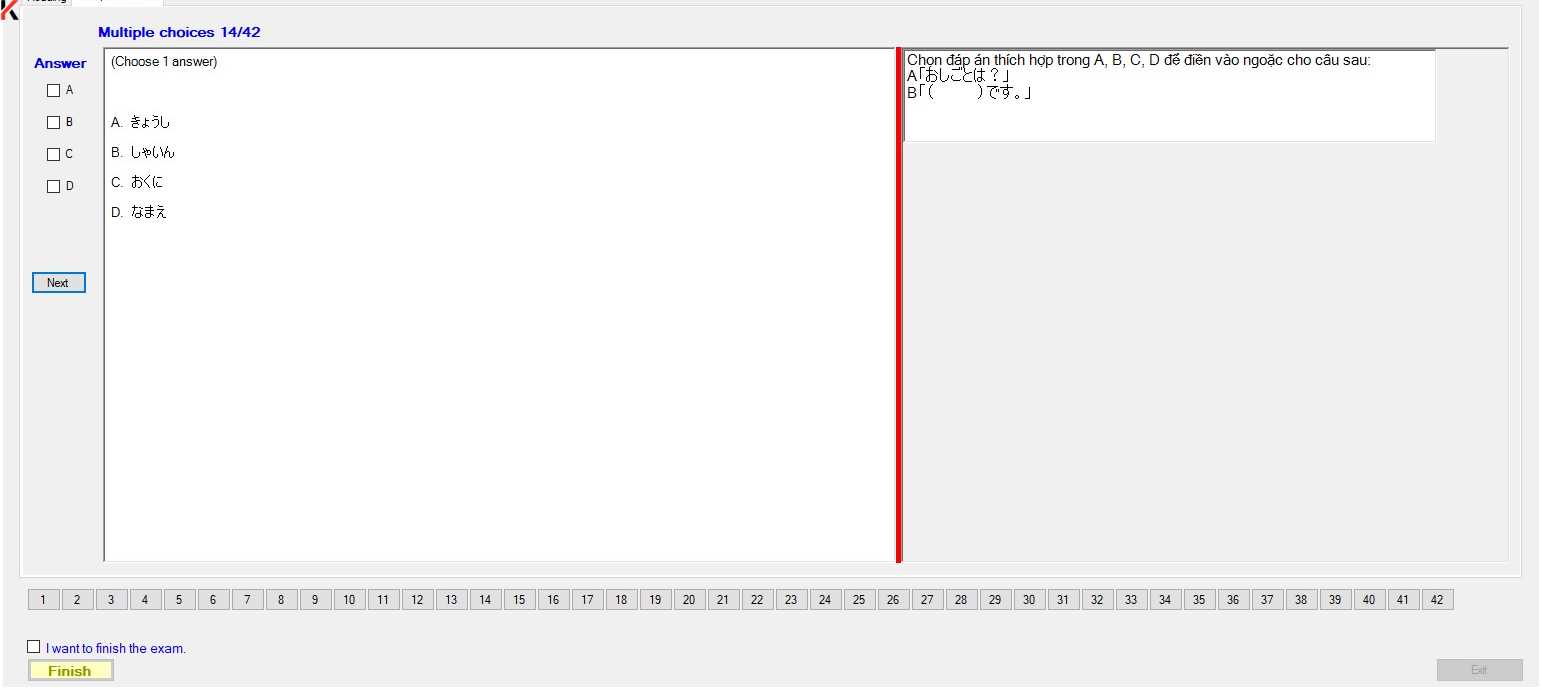 Multiple choices 14/42
Answer
A
B
C
D
Next
(Choose 1 answer)
A. きょうし
B. しゃいん
C. おくに
D. なまえ
Chọn đáp án thích hợp trong A, B, C, D để điền vào ngoặc cho câu sau:
A「おしごとは？」
B「(　　　)です。」
1 2 3 4 5 6 7 8 9 10 11 12 13 14 15 16 17 18 19 20 21 22 23 24 25 26 27 28 29 30 31 32 33 34 35 36 37 38 39 40 41 42
I want to finish the exam.
Finish
Exit